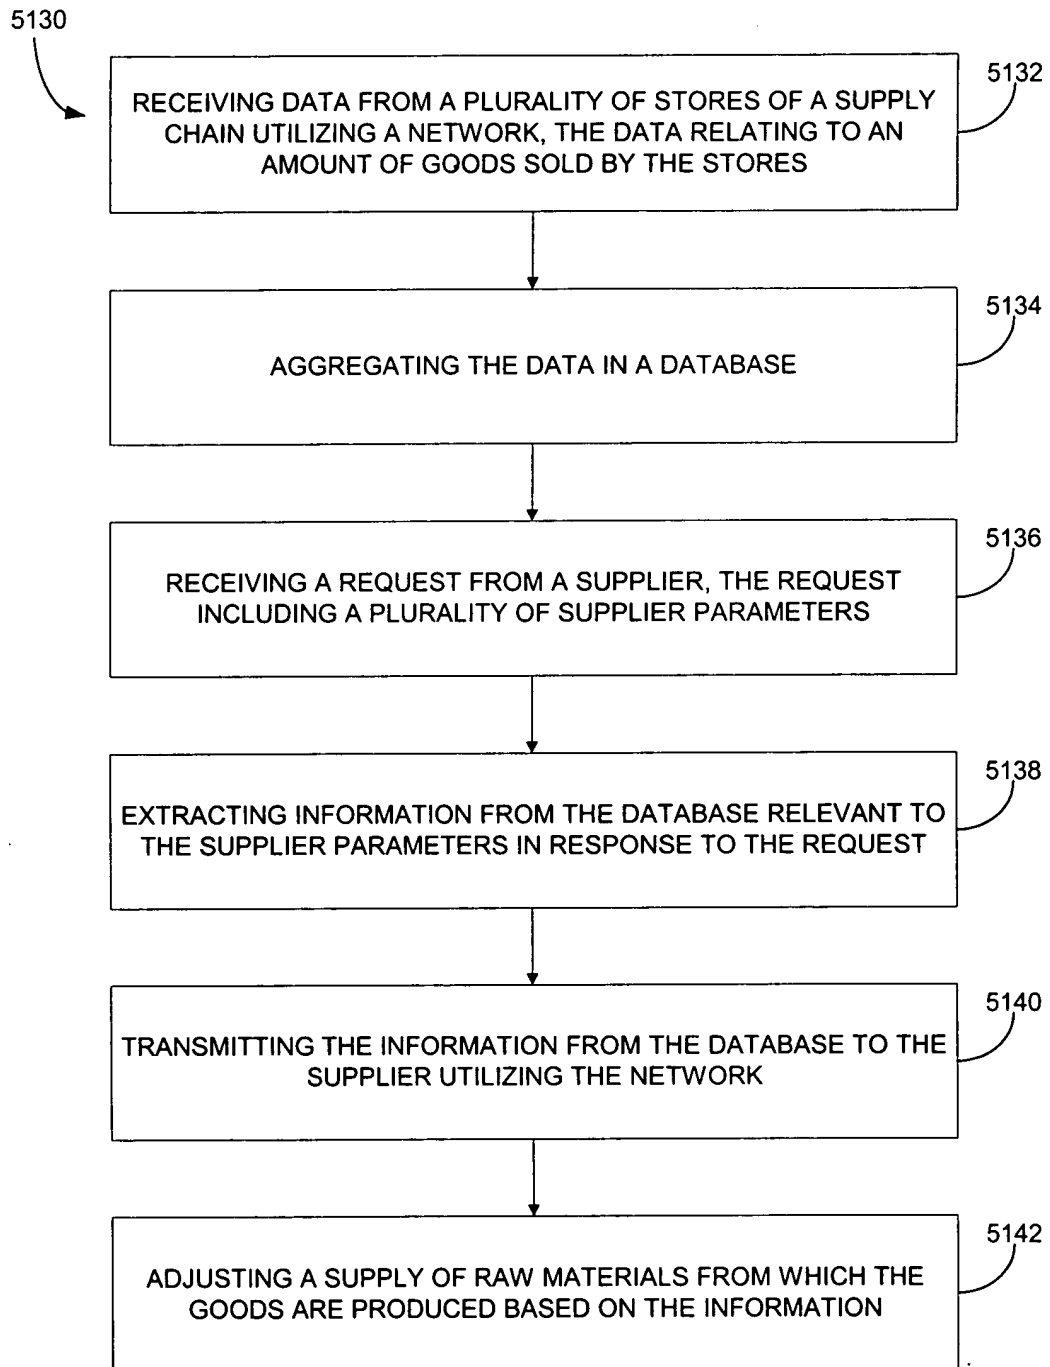 5130
5132
RECEIVING DATA FROM A PLURALITY OF STORES OF A SUPPLY
CHAIN UTILIZING A NETWORK, THE DATA RELATING TO AN
AMOUNT OF GOODS SOLD BY THE STORES
5134
AGGREGATING THE DATA IN A DATABASE
5136
RECEIVING A REQUEST FROM A SUPPLIER, THE REQUEST
INCLUDING A PLURALITY OF SUPPLIER PARAMETERS
5138
EXTRACTING INFORMATION FROM THE DATABASE RELEVANT TO
THE SUPPLIER PARAMETERS IN RESPONSE TO THE REQUEST
5140
TRANSMITTING THE INFORMATION FROM THE DATABASE TO THE
SUPPLIER UTILIZING THE NETWORK
5142
ADJUSTING A SUPPLY OF RAW MATERIALS FROM WHICH THE
GOODS ARE PRODUCED BASED ON THE INFORMATION